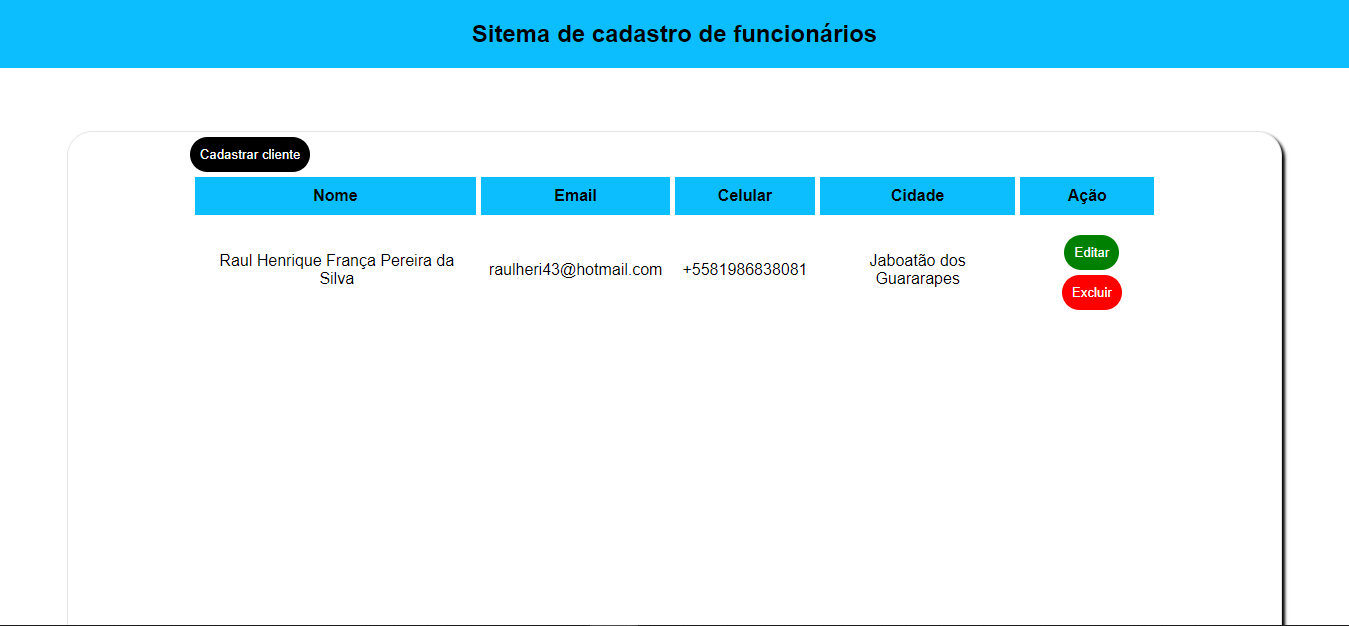 Sitema de cadastro de funcionários
Cadastrar cliente
Nome Email Celular Cidade Ação
Raul Henrique França Pereira da
Silva
raulheri43@hotmail.com
+5581986838081
Jaboatão dos
Guararapes
Editar
Excluir